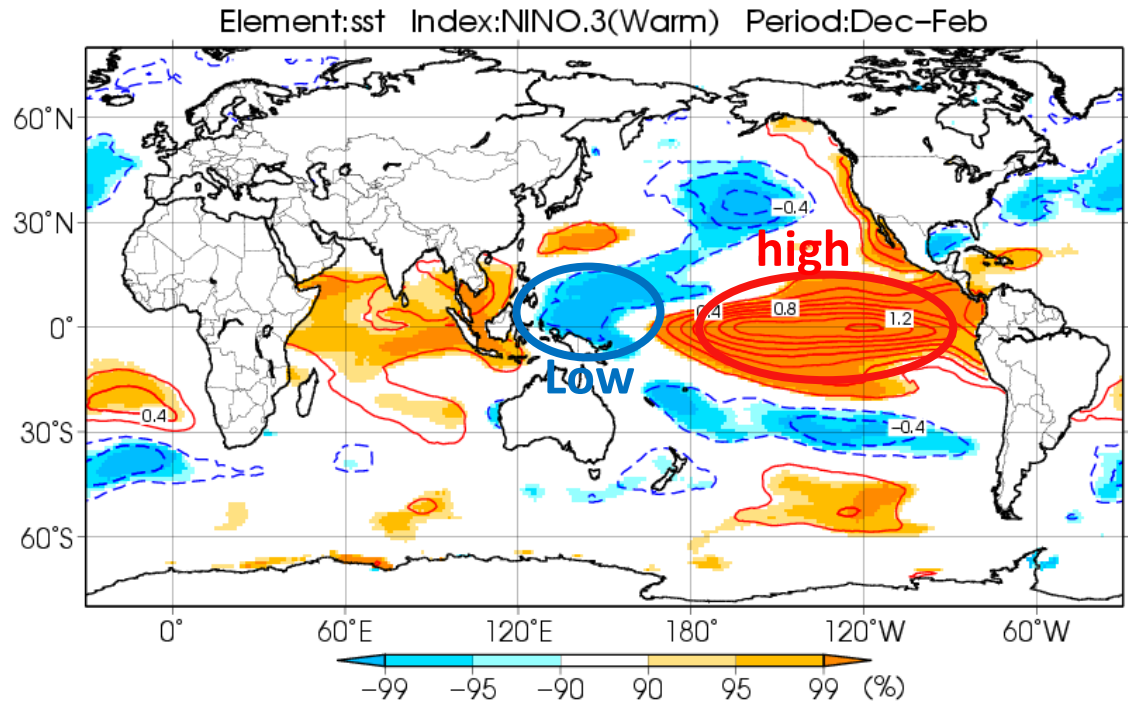 Element:sst Index:NINO.3(Warm) Period:Dec−Feb
60°N
30°N
−0.4
high
0.4
0.8
1.2
0°
Low
0.4
−0.4
30°S
60°S
0°
60°E
120°E
180°
120°W
60°W
−99
−95
−90
90
95
99
(%)